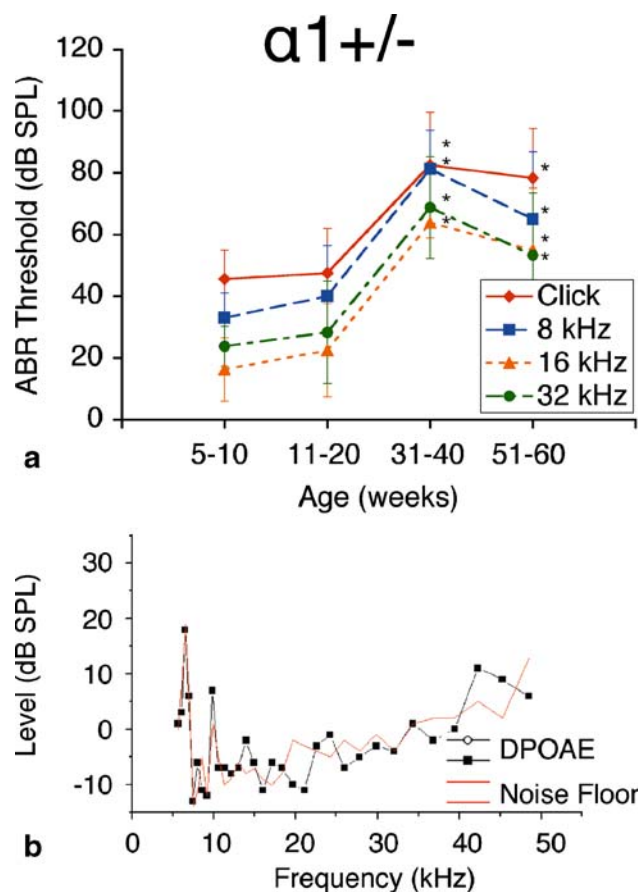 α1+/-
120
100
80
60
40
20
0
ABR Threshold (dB SPL)
* * * *
* * * *
Click
8 kHz
16 kHz
32 kHz
5-10 11-20 31-40 51-60
Age (weeks)
a
30
20
10
0
-10
Level (dB SPL)
DPOAE
Noise Floor
0 10 20 30 40 50
Frequency (kHz)
b